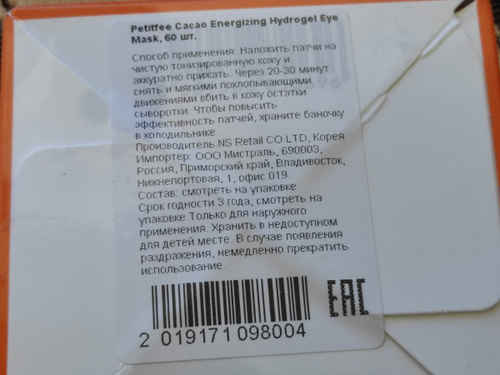 Petitfee Cacao Energizing Hydrogel Eye
Mask, 60 шт.
Способ применения: Наложить патчи на
чистую тонизированную кожу и
аккуратно прижать. Через 20-30 минут
снять и мягкими похлопывающими
движениями вбить в кожу остатки
сыворотки. Чтобы повысить
эффективность патчей, храните баночку
в холодильнике
Производитель NS Retail CO LTD, Корея
Импортер: ООО Мистраль, 690003,
Россия, Приморский край, Владивосток,
Нижнепортовая, 1, офис 019.
Состав: смотреть на упаковке
Срок годности 3 года, смотреть на
упаковке.Только для наружного
применения. Хранить в недоступном
для детей месте. В случае появления
раздражения, немедленно прекратить
использование.
EAC
2 019171 098004